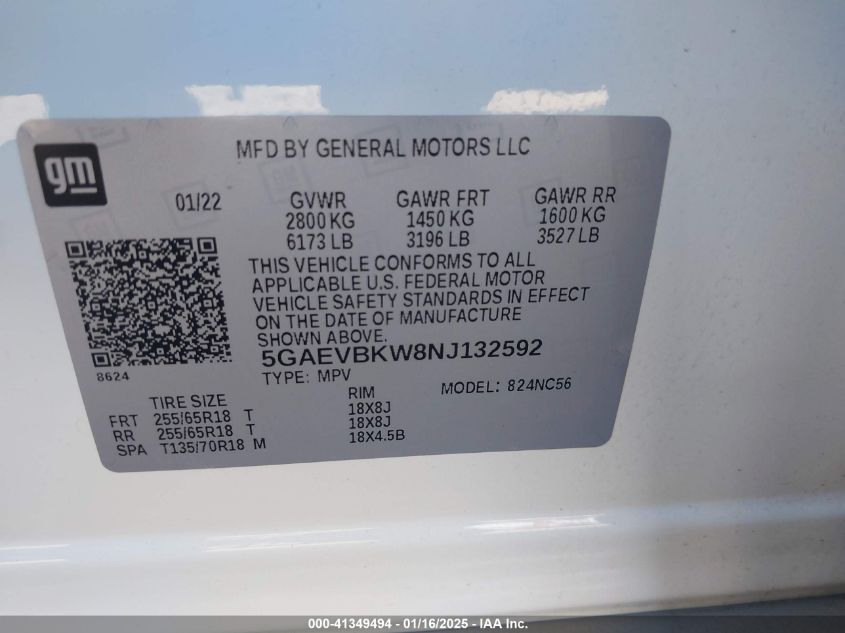 gm
MFD BY GENERAL MOTORS LLC
01/22
GVWR GAWR FRT GAWR RR
2800 KG 1450 KG 1600 KG
6173 LB 3196 LB 3527 LB
THIS VEHICLE CONFORMS TO ALL
APPLICABLE U.S. FEDERAL MOTOR
VEHICLE SAFETY STANDARDS IN EFFECT
ON THE DATE OF MANUFACTURE
SHOWN ABOVE.
5GAEVBKW8NJ132592
8624
TYPE: MPV MODEL: 824NC56
TIRE SIZE RIM
FRT 255/65R18 T 18X8J
RR 255/65R18 T 18X8J
SPA T135/70R18 M 18X4.5B
000-41349494 - 01/16/2025 - IAAI, Inc.